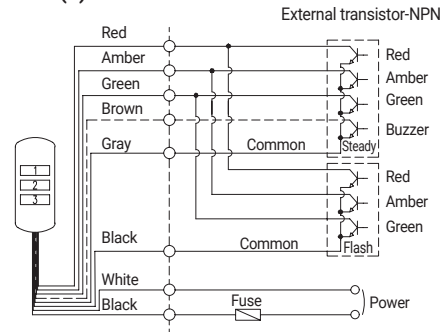 External transistor-NPN
Red
Amber
Green
Brown
Gray
Common
Red
Amber
Green
Buzzer
Steady
Red
Amber
Green
Flash
Black
Common
White
Black
Fuse
Power
1
2
3